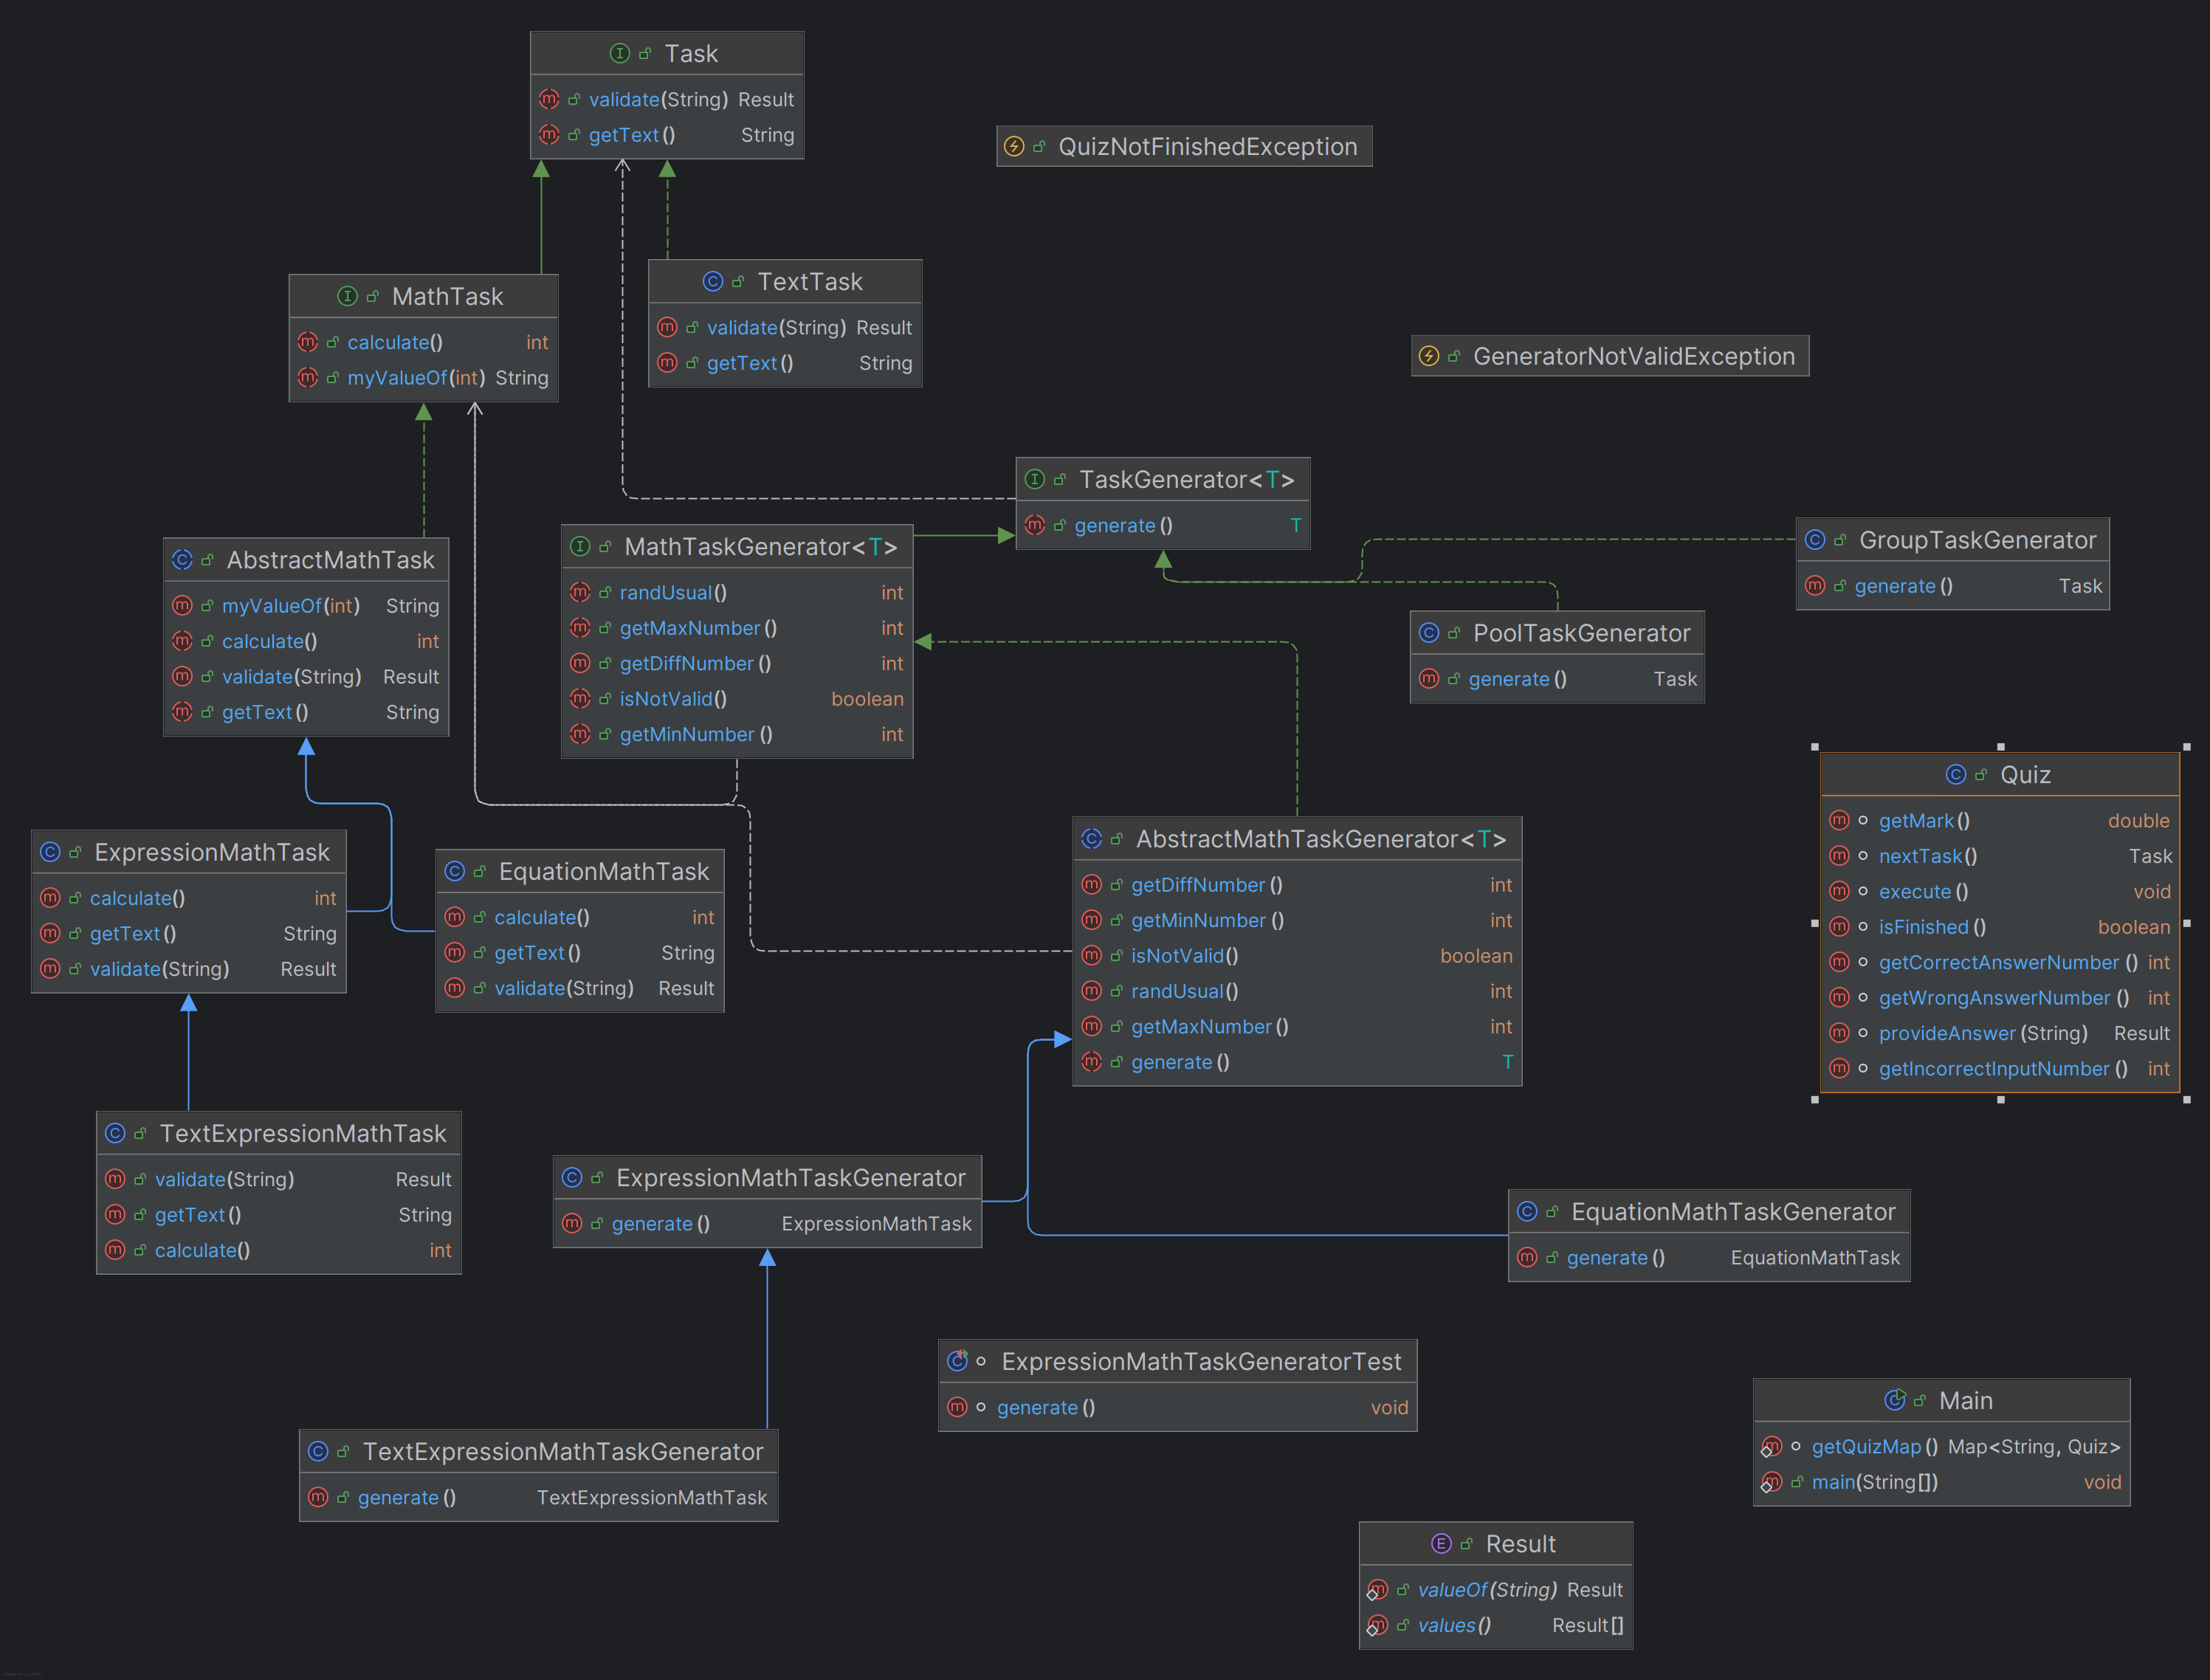 Task
validate(String) Result
getText() String
QuizNotFinishedException
MathTask
calculate() int
myValueOf(int) String
TextTask
validate(String) Result
getText() String
GeneratorNotValidException
TaskGenerator<T>
generate() T
MathTaskGenerator<T>
randUsual() int
getMaxNumber() int
getDiffNumber() int
isNotValid() boolean
getMinNumber() int
GroupTaskGenerator
generate() Task
AbstractMathTask
myValueOf(int) String
calculate() int
validate(String) Result
getText() String
PoolTaskGenerator
generate() Task
Quiz
getMark() double
nextTask() Task
execute() void
isFinished() boolean
getCorrectAnswerNumber() int
getWrongAnswerNumber() int
provideAnswer(String) Result
getIncorrectInputNumber() int
ExpressionMathTask
calculate() int
getText() String
validate(String) Result
EquationMathTask
calculate() int
getText() String
validate(String) Result
AbstractMathTaskGenerator<T>
getDiffNumber() int
getMinNumber() int
isNotValid() boolean
randUsual() int
getMaxNumber() int
generate() T
TextExpressionMathTask
validate(String) Result
getText() String
calculate() int
ExpressionMathTaskGenerator
generate() ExpressionMathTask
EquationMathTaskGenerator
generate() EquationMathTask
ExpressionMathTaskGeneratorTest
generate() void
Main
getQuizMap() Map<String, Quiz>
main(String[]) void
TextExpressionMathTaskGenerator
generate() TextExpressionMathTask
Result
valueOf(String) Result
values() Result[]